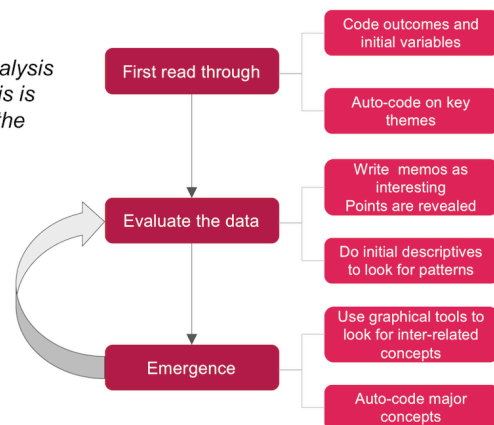 alysis
is is
the
First read through
Code outcomes and
initial variables
Auto-code on key
themes
Evaluate the data
Write memos as
interesting
Points are revealed
Do initial descriptives
to look for patterns
Emergence
Use graphical tools to
look for inter-related
concepts
Auto-code major
concepts